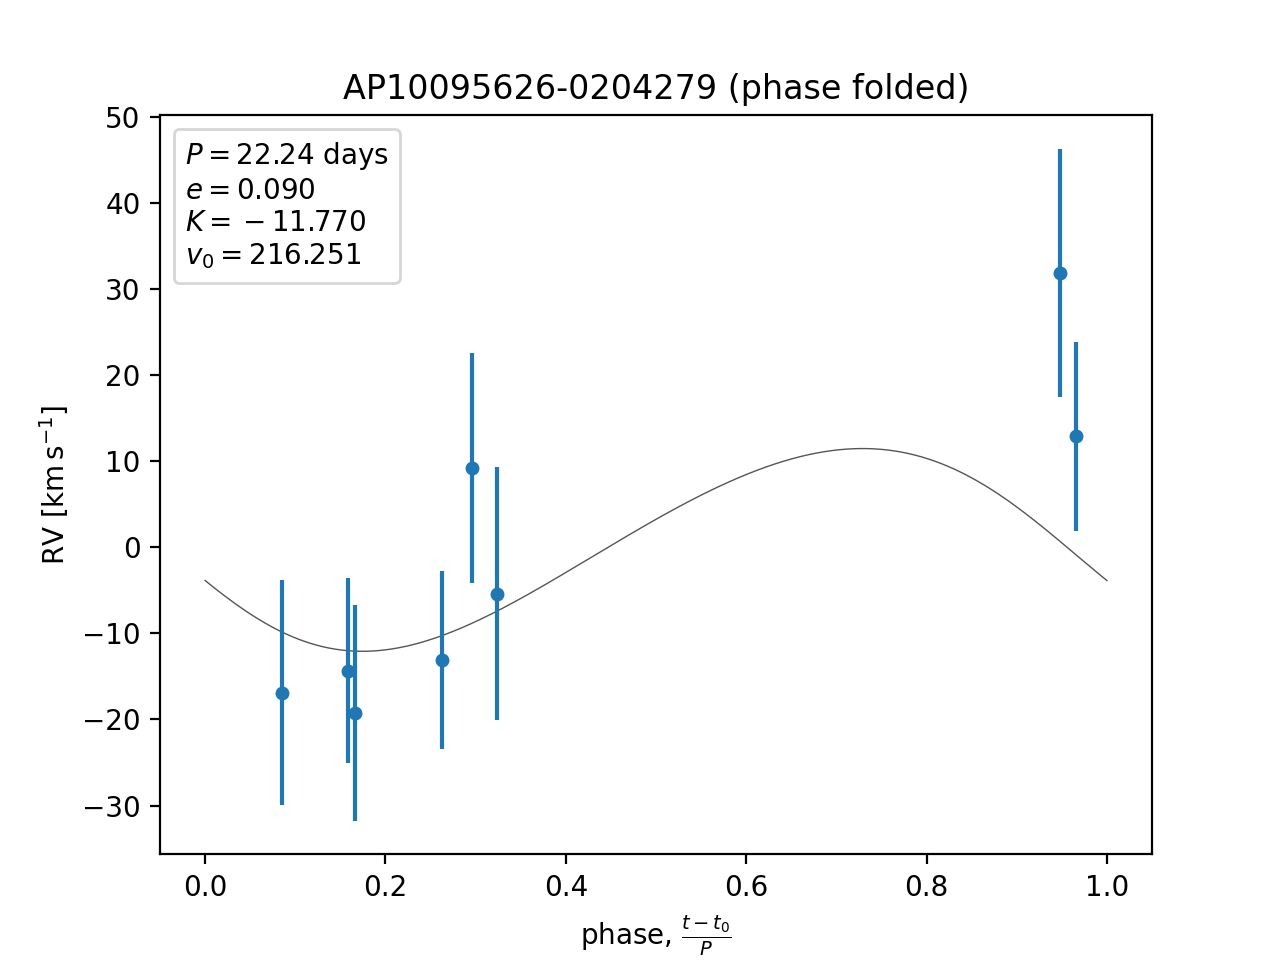 AP10095626-0204279 (phase folded)
P = 22.24 days
e = 0.090
K = −11.770
v₀ = 216.251
50
40
30
20
10
0
−10
−20
−30
RV [km s⁻¹]
0.0 0.2 0.4 0.6 0.8 1.0
phase, (t − t₀)/P